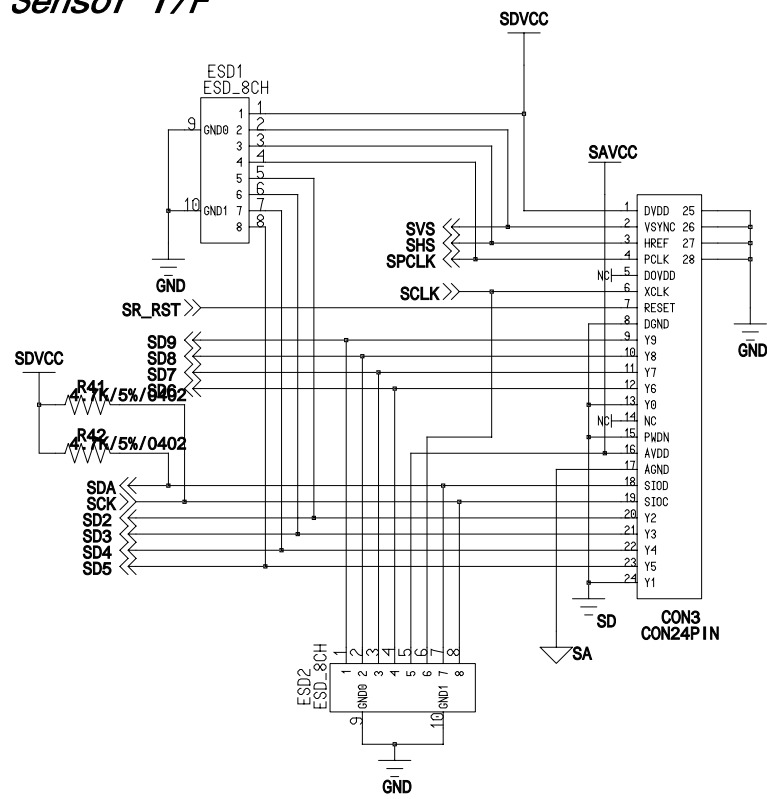 Sensor I/F
SDVCC
ESD1
ESD_8CH
1
2
3
4
5
6
7
8
9
10
GND0
GND1
1
2
3
4
5
6
7
8
GND
SAVCC
SVS
SHS
SPCLK
SCLK
SR_RST
SD9
SD8
SD7
SD6
SDVCC
R41
4.7K/5%/0402
R42
4.7K/5%/0402
SDA
SCK
SD2
SD3
SD4
SD5
1 DVDD 25
2 VSYNC 26
3 HREF 27
4 PCLK 28
NC 5 DOVDD
6 XCLK
7 RESET
8 DGND
9 Y9
10 Y8
11 Y7
12 Y6
13 Y0
NC 14 NC
15 PWDN
16 AVDD
17 AGND
18 SIOD
19 SIOC
20 Y2
21 Y3
22 Y4
23 Y5
24 Y1
GND
CON3
CON24PIN
SD
SA
ESD2
ESD_8CH
1 2 3 4 5 6 7 8
1 2 3 4 5 6 7 8
GND0 GND1
9 10
GND